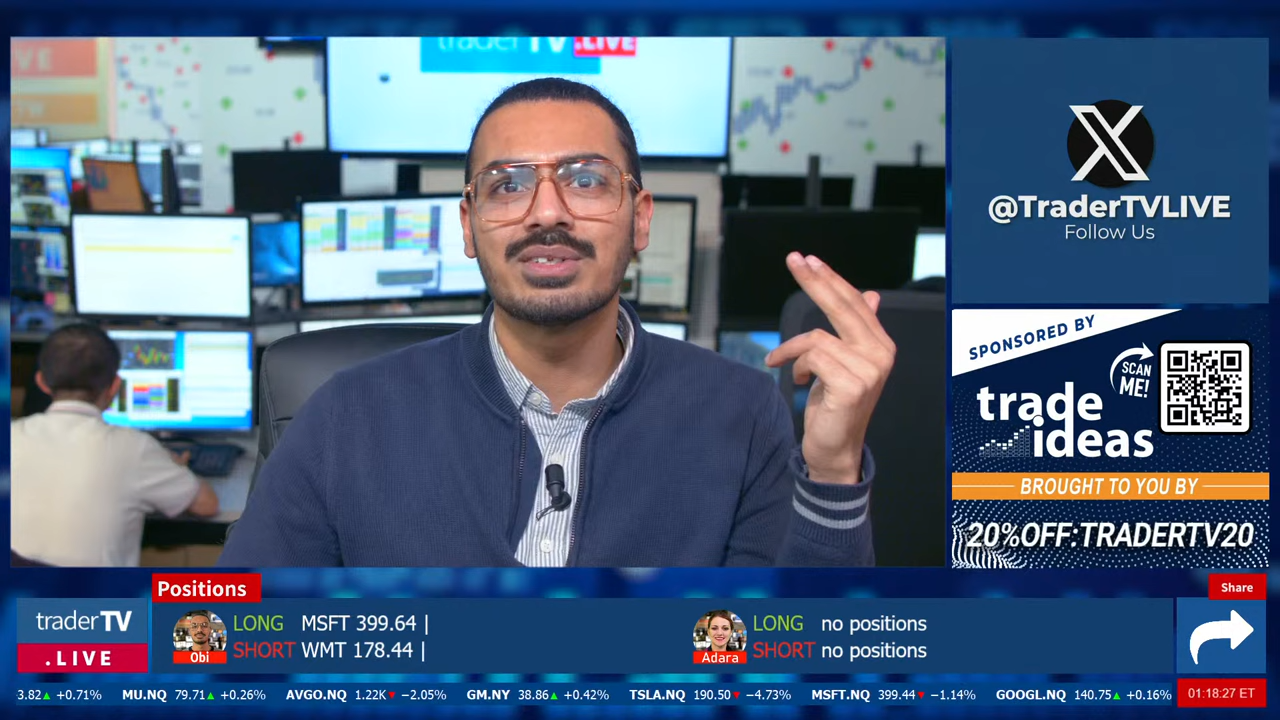 traderTV.LIVE
VE
TW
@TraderTVLIVE
Follow Us
SPONSORED BY
SCAN
ME!
trade
ideas
BROUGHT TO YOU BY
20%OFF:TRADERTV20
Positions
Share
traderTV
.LIVE
Obi
LONG MSFT 399.64 |
SHORT WMT 178.44 |
Adara
LONG no positions
SHORT no positions
3.82▲ +0.71% MU.NQ 79.71▲ +0.26% AVGO.NQ 1.22K▼ −2.05% GM.NY 38.86▲ +0.42% TSLA.NQ 190.50▼ −4.73% MSFT.NQ 399.44▼ −1.14% GOOGL.NQ 140.75▲ +0.16%
01:18:27 ET